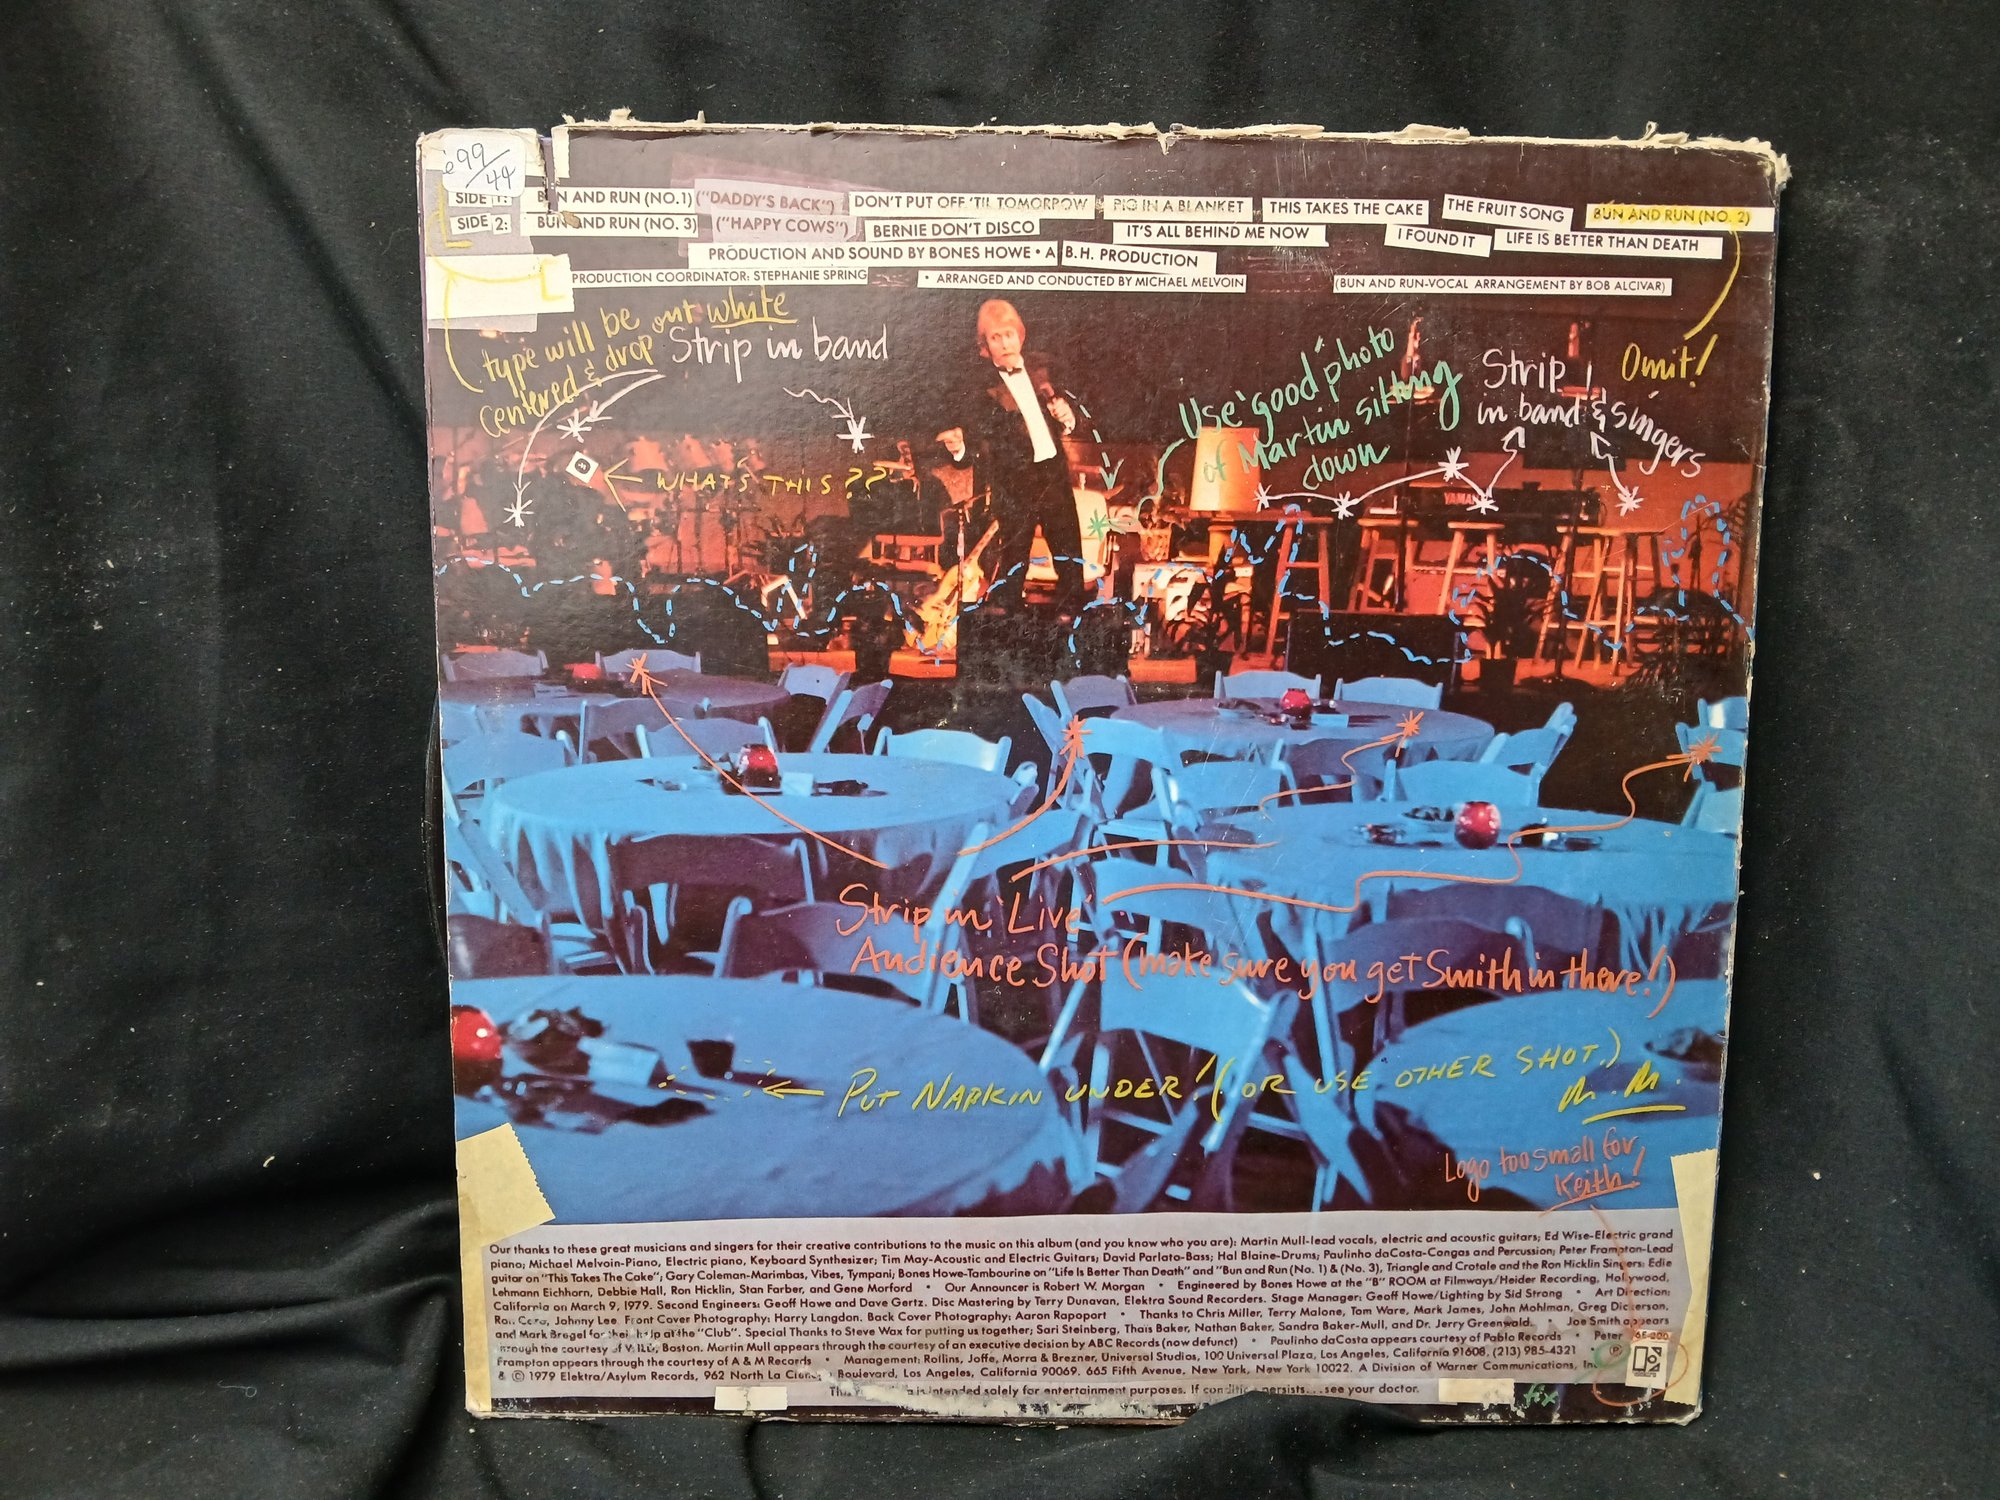 99/44
SIDE 1: BUN AND RUN (NO. 1) ("DADDY'S BACK") DON'T PUT OFF 'TIL TOMORROW PIG IN A BLANKET THIS TAKES THE CAKE THE FRUIT SONG BUN AND RUN (NO. 2)
SIDE 2: BUN AND RUN (NO. 3) ("HAPPY COWS") BERNIE DON'T DISCO IT'S ALL BEHIND ME NOW I FOUND IT LIFE IS BETTER THAN DEATH
PRODUCTION AND SOUND BY BONES HOWE • A B.H. PRODUCTION
PRODUCTION COORDINATOR: STEPHANIE SPRING • ARRANGED AND CONDUCTED BY MICHAEL MELVOIN (BUN AND RUN-VOCAL ARRANGEMENT BY BOB ALCIVAR)
type will be out white
centered & drop
Strip in band
Use 'good' photo
of Martin sitting
down
Strip
in band & singers
Omit!
WHAT'S THIS??
YAMAHA
Strip in 'Live'
Audience Shot (make sure you get Smith in there!)
PUT NAPKIN UNDER! (OR USE OTHER SHOT.)
M.M.
Logo too small for
Keith!
Our thanks to these great musicians and singers for their creative contributions to the music on this album (and you know who you are): Martin Mull-lead vocals, electric and acoustic guitars; Ed Wise-Electric grand
piano; Michael Melvoin-Piano, Electric piano, Keyboard Synthesizer; Tim May-Acoustic and Electric Guitars; David Parlato-Bass; Hal Blaine-Drums; Paulinho daCosta-Congas and Percussion; Peter Frampton-Lead
guitar on "This Takes The Cake"; Gary Coleman-Marimbas, Vibes, Tympani; Bones Howe-Tambourine on "Life Is Better Than Death" and "Bun and Run (No. 1) & (No. 3), Triangle and Crotale and the Ron Hicklin Singers: Edie
Lehmann Eichhorn, Debbie Hall, Ron Hicklin, Stan Farber, and Gene Morford • Our Announcer is Robert W. Morgan • Engineered by Bones Howe at the "B" ROOM at Filmways/Heider Recording, Hollywood,
California on March 9, 1979. Second Engineers: Geoff Howe and Dave Gertz. Disc Mastering by Terry Dunavan, Elektra Sound Recorders. Stage Manager: Geoff Howe/Lighting by Sid Strong • Art Direction:
Ron Coro, Johnny Lee. Front Cover Photography: Harry Langdon. Back Cover Photography: Aaron Rapoport • Thanks to Chris Miller, Terry Malone, Tom Ware, Mark James, John Mohlman, Greg Dickerson,
and Mark Bregel for their help at the "Club". Special Thanks to Steve Wax for putting us together; Sari Steinberg, Thais Baker, Nathan Baker, Sandra Baker-Mull, and Dr. Jerry Greenwald. • Joe Smith appears
through the courtesy of WILD, Boston. Martin Mull appears through the courtesy of an executive decision by ABC Records (now defunct) • Paulinho daCosta appears courtesy of Pablo Records • Peter
Frampton appears through the courtesy of A & M Records • Management: Rollins, Joffe, Morra & Brezner, Universal Studios, 100 Universal Plaza, Los Angeles, California 91608, (213) 985-4321 • ℗
& © 1979 Elektra/Asylum Records, 962 North La Cienega Boulevard, Los Angeles, California 90069. 665 Fifth Avenue, New York, New York 10022. A Division of Warner Communications, Inc
6E-200
This is intended solely for entertainment purposes. If condition persists...see your doctor.
fix